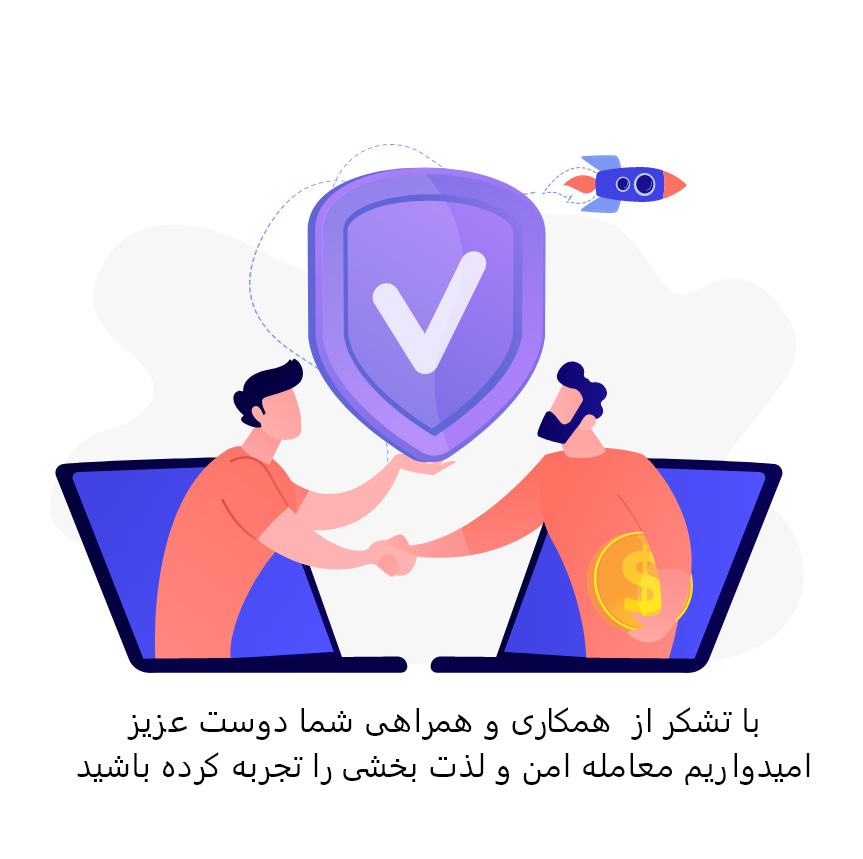 با تشکر از همکاری و همراهی شما دوست عزیز
امیدواریم معامله امن و لذت بخشی را تجربه کرده باشید
$